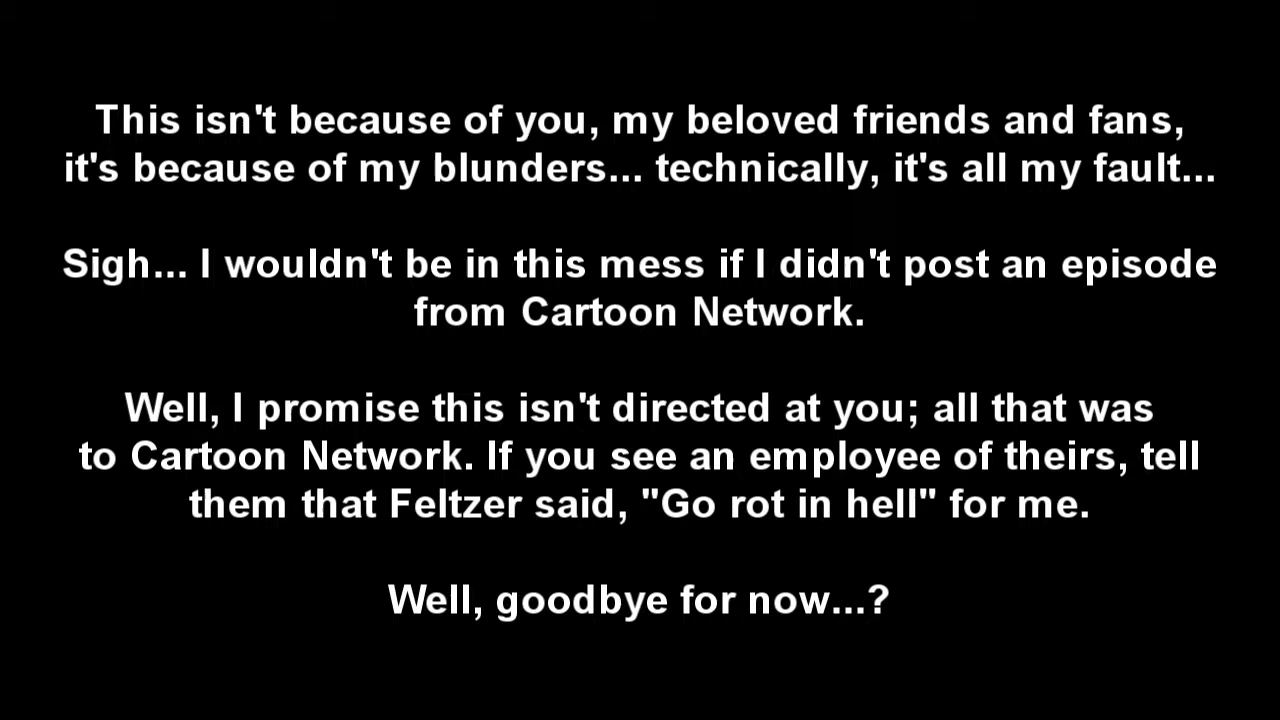 This isn't because of you, my beloved friends and fans,
it's because of my blunders... technically, it's all my fault...
Sigh... I wouldn't be in this mess if I didn't post an episode
from Cartoon Network.
Well, I promise this isn't directed at you; all that was
to Cartoon Network. If you see an employee of theirs, tell
them that Feltzer said, "Go rot in hell" for me.
Well, goodbye for now...?